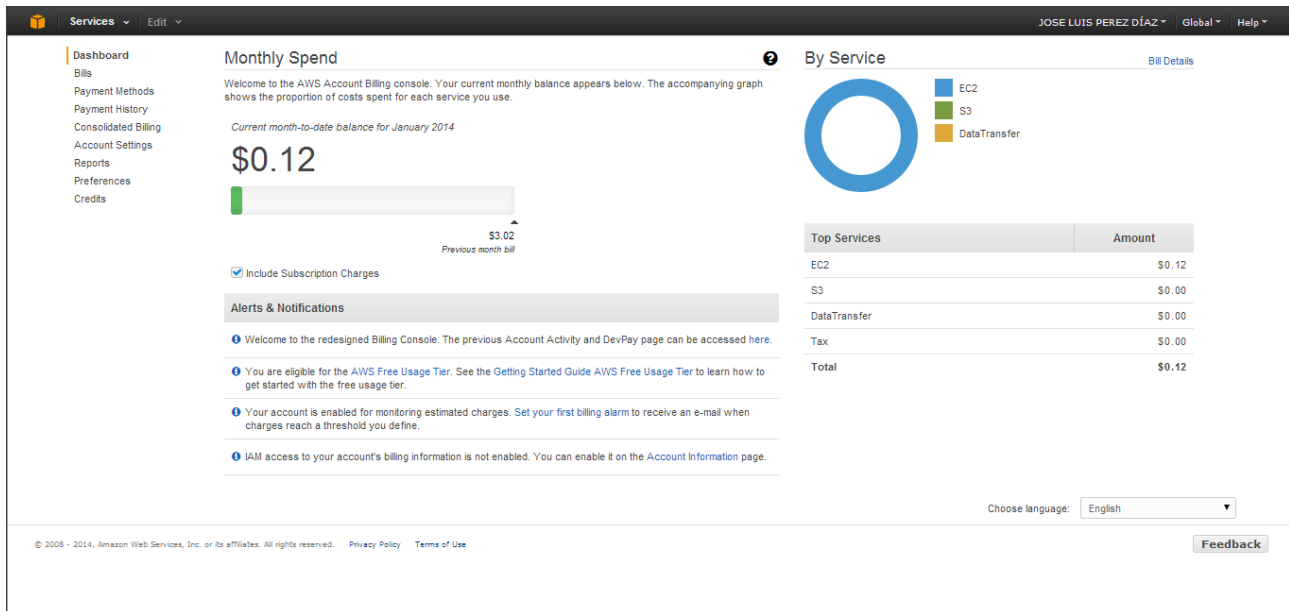 Services Edit JOSE LUIS PEREZ DÍAZ Global Help
Dashboard
Bills
Payment Methods
Payment History
Consolidated Billing
Account Settings
Reports
Preferences
Credits
Monthly Spend ?
Welcome to the AWS Account Billing console. Your current monthly balance appears below. The accompanying graph
shows the proportion of costs spent for each service you use.
Current month-to-date balance for January 2014
$0.12
$3.02
Previous month bill
Include Subscription Charges
Alerts & Notifications
Welcome to the redesigned Billing Console. The previous Account Activity and DevPay page can be accessed here.
You are eligible for the AWS Free Usage Tier. See the Getting Started Guide AWS Free Usage Tier to learn how to
get started with the free usage tier.
Your account is enabled for monitoring estimated charges. Set your first billing alarm to receive an e-mail when
charges reach a threshold you define.
IAM access to your account's billing information is not enabled. You can enable it on the Account Information page.
By Service Bill Details
EC2
S3
DataTransfer
Top Services Amount
EC2 $0.12
S3 $0.00
DataTransfer $0.00
Tax $0.00
Total $0.12
Choose language: English
© 2008 - 2014, Amazon Web Services, Inc. or its affiliates. All rights reserved. Privacy Policy Terms of Use Feedback